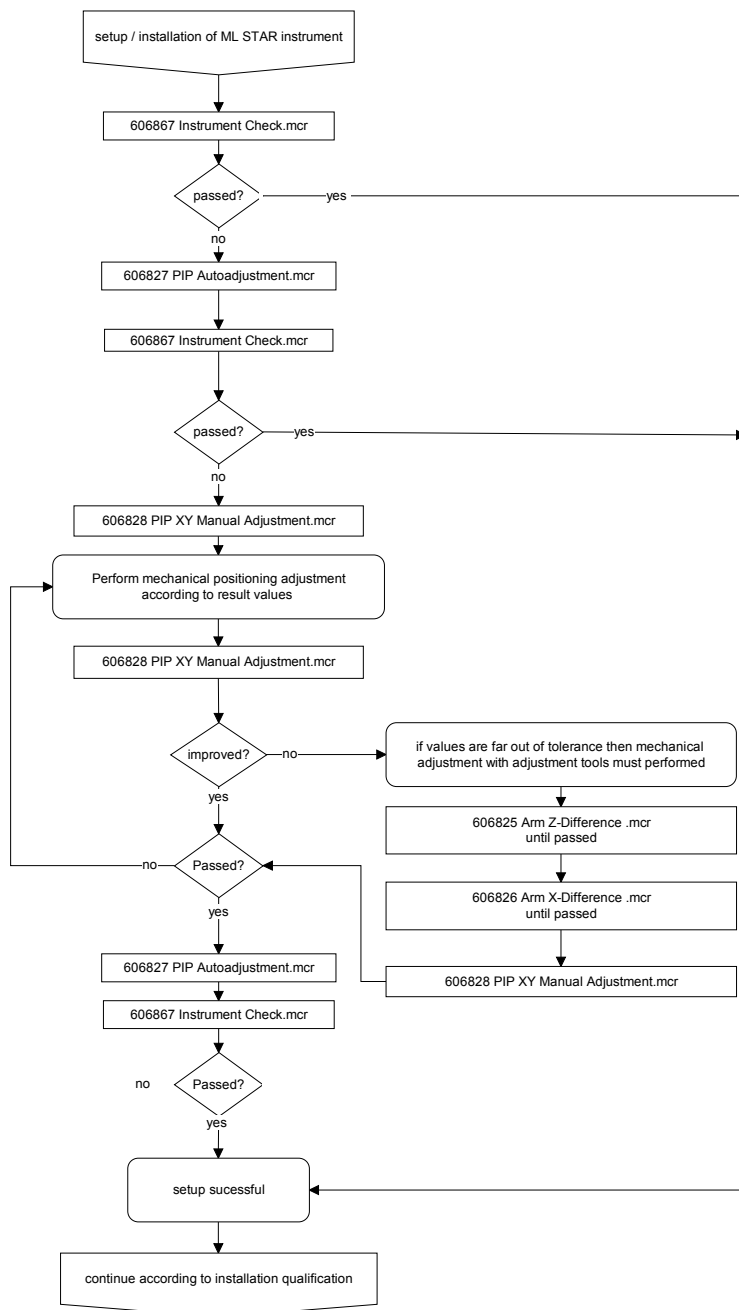 setup / installation of ML STAR instrument
606867 Instrument Check.mcr
passed?
yes
no
606827 PIP Autoadjustment.mcr
606867 Instrument Check.mcr
passed?
yes
no
606828 PIP XY Manual Adjustment.mcr
Perform mechanical positioning adjustment
according to result values
606828 PIP XY Manual Adjustment.mcr
improved?
no
if values are far out of tolerance then mechanical
adjustment with adjustment tools must performed
yes
606825 Arm Z-Difference .mcr
until passed
no
Passed?
606826 Arm X-Difference .mcr
until passed
yes
606827 PIP Autoadjustment.mcr
606828 PIP XY Manual Adjustment.mcr
606867 Instrument Check.mcr
no
Passed?
yes
setup sucessful
continue according to installation qualification